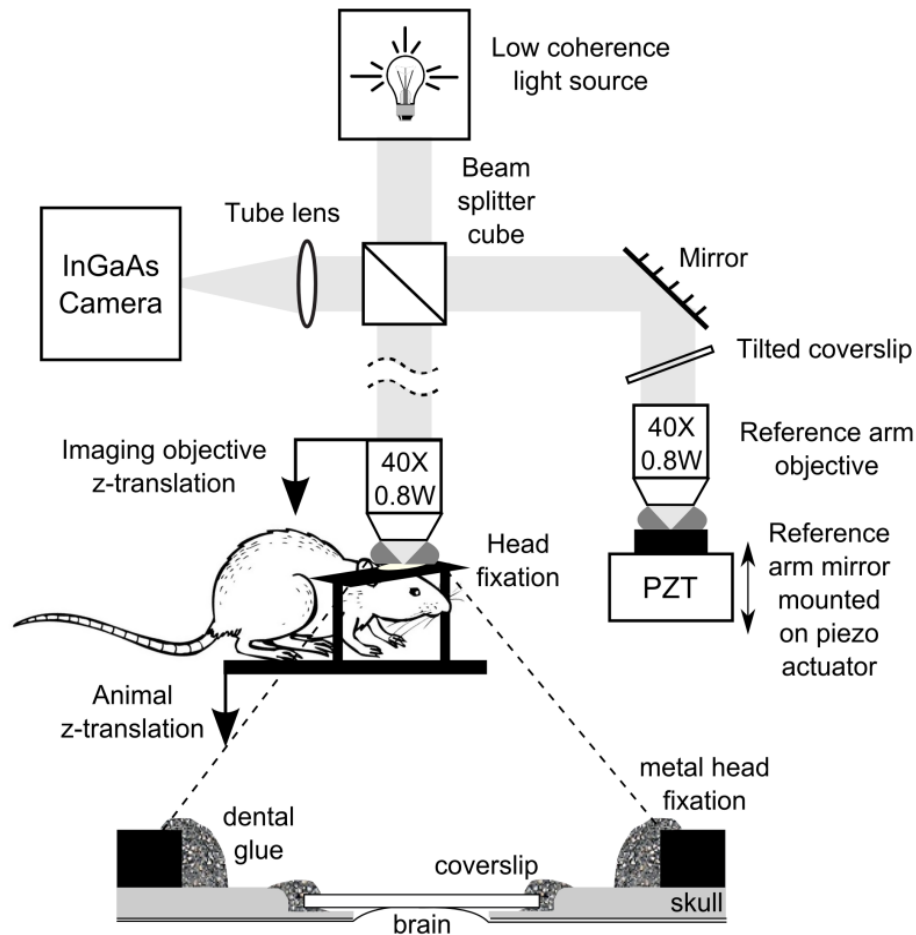 Low coherence
light source
Beam
splitter
cube
Tube lens
InGaAs
Camera
Mirror
Tilted coverslip
Imaging objective
z-translation
40X
0.8W
40X
0.8W
Reference arm
objective
Head
fixation
PZT
Reference
arm mirror
mounted
on piezo
actuator
Animal
z-translation
metal head
fixation
dental
glue
coverslip
skull
brain